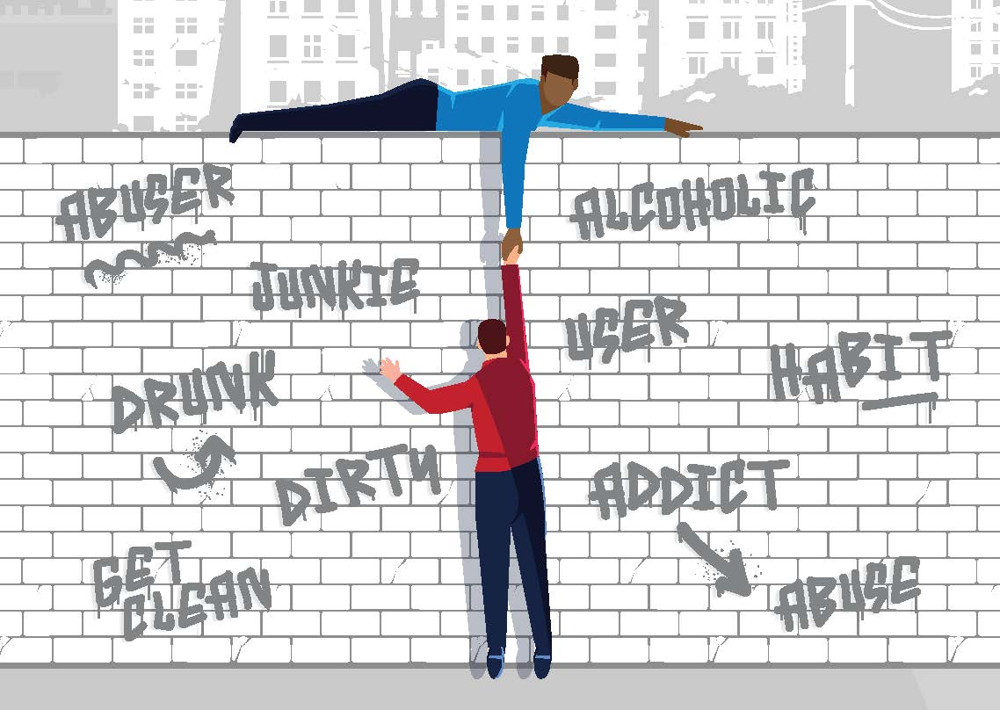 ABUSER
ALCOHOLIC
JUNKIE
USER
HABIT
DRUNK
DIRTY
ADDICT
GET
CLEAN
ABUSE